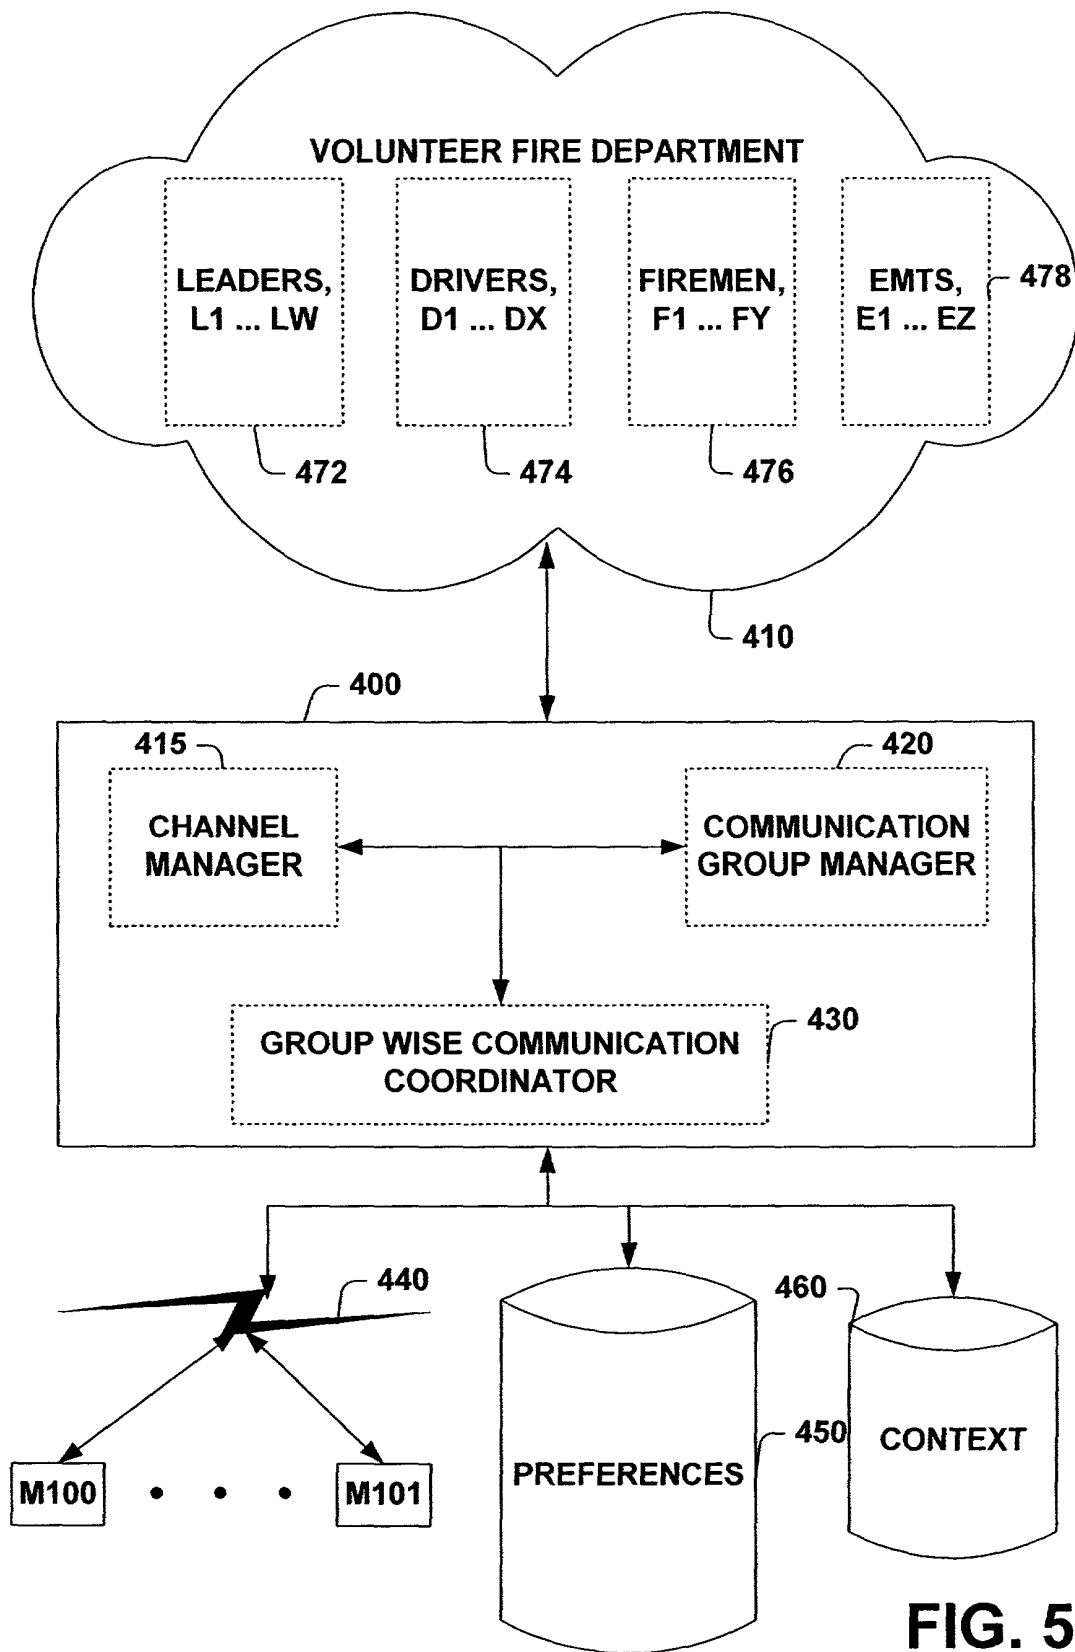 VOLUNTEER FIRE DEPARTMENT
LEADERS,
L1 ... LW
DRIVERS,
D1 ... DX
FIREMEN,
F1 ... FY
EMTS,
E1 ... EZ
478
472
474
476
410
400
415
420
CHANNEL
MANAGER
COMMUNICATION
GROUP MANAGER
GROUP WISE COMMUNICATION
COORDINATOR
430
440
460
450
PREFERENCES
CONTEXT
M100
M101
FIG. 5